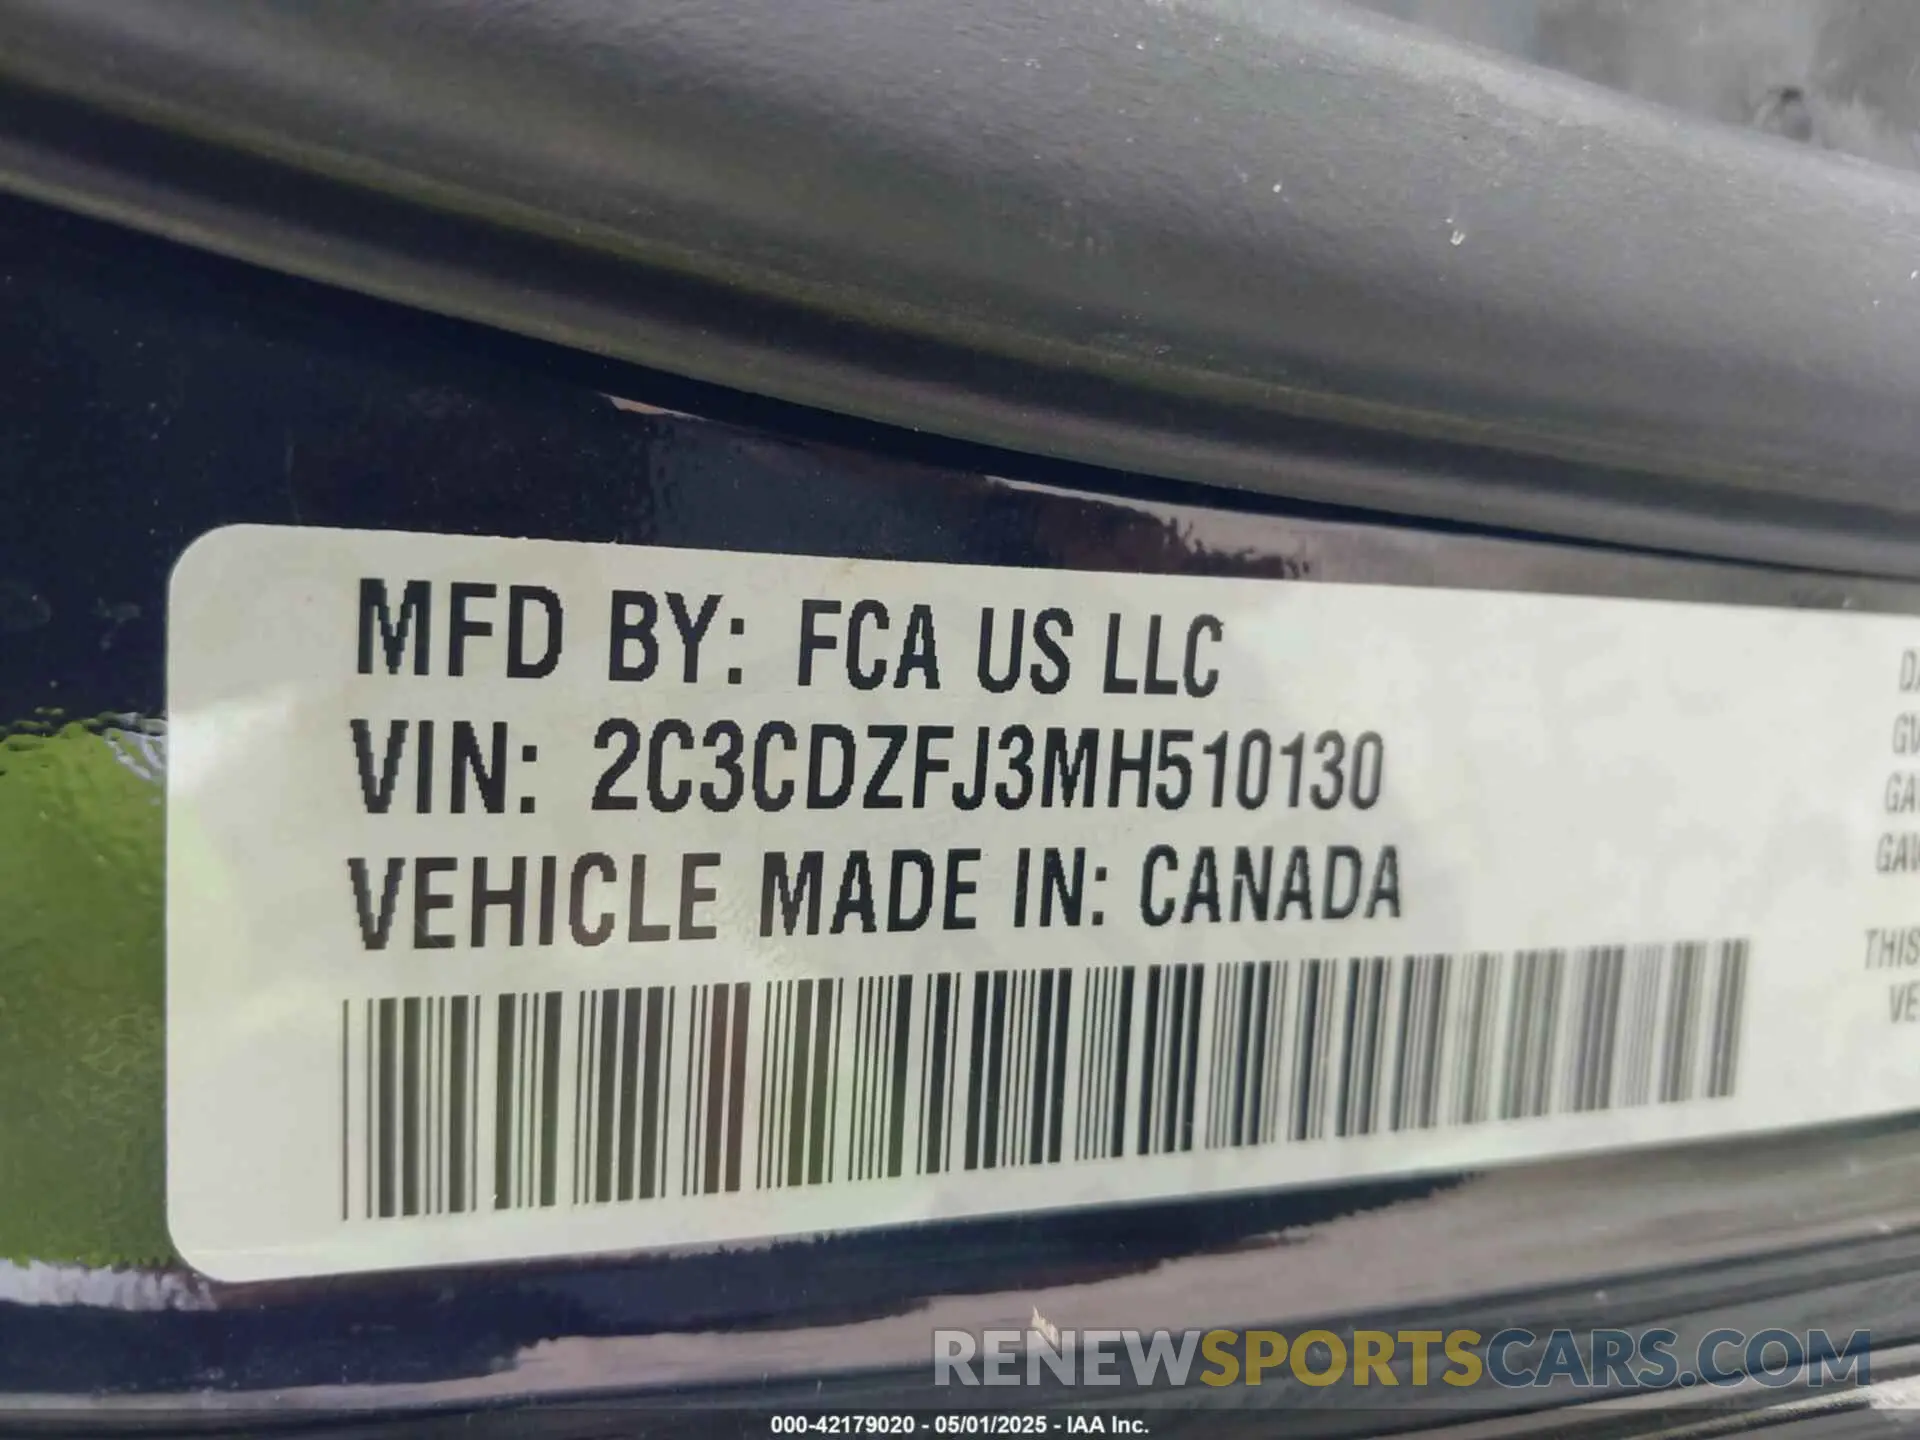 MFD BY: FCA US LLC
VIN: 2C3CDZFJ3MH510130
VEHICLE MADE IN: CANADA
THIS
RENEWSPORTSCARS.COM
000-42179020 - 05/01/2025 - IAA Inc.